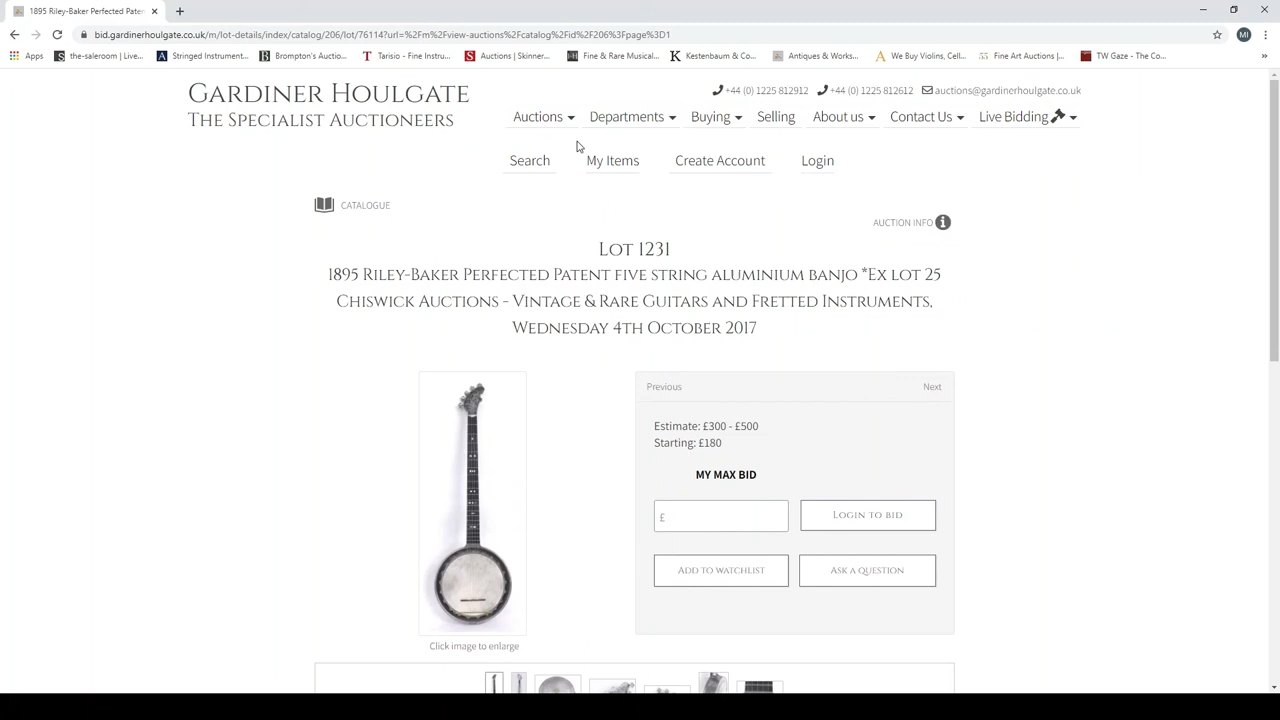 1895 Riley-Baker Perfected Paten
bid.gardinerhoulgate.co.uk/m/lot-details/index/catalog/206/lot/76114?url=%2Fm%2Fview-auctions%2Fcatalog%2Fid%2F206%3Fpage%3D1
MI
Apps
the-saleroom | Live...
Stringed Instrument...
Brompton's Auction...
Tarisio - Fine Instru...
Auctions | Skinner...
Fine & Rare Musical...
Kestenbaum & Com...
Antiques & Works...
We Buy Violins, Cell...
Fine Art Auctions |...
TW Gaze - The Co...
Gardiner Houlgate
The Specialist Auctioneers
+44 (0) 1225 812912
+44 (0) 1225 812612
auctions@gardinerhoulgate.co.uk
Auctions
Departments
Buying
Selling
About us
Contact Us
Live Bidding
Search
My Items
Create Account
Login
CATALOGUE
AUCTION INFO
Lot 1231
1895 Riley-Baker Perfected Patent five string aluminium banjo *Ex lot 25
Chiswick Auctions - Vintage & Rare Guitars and Fretted Instruments,
Wednesday 4th October 2017
Previous
Next
Estimate: £300 - £500
Starting: £180
MY MAX BID
£
Login to bid
Add to watchlist
Ask a question
Click image to enlarge